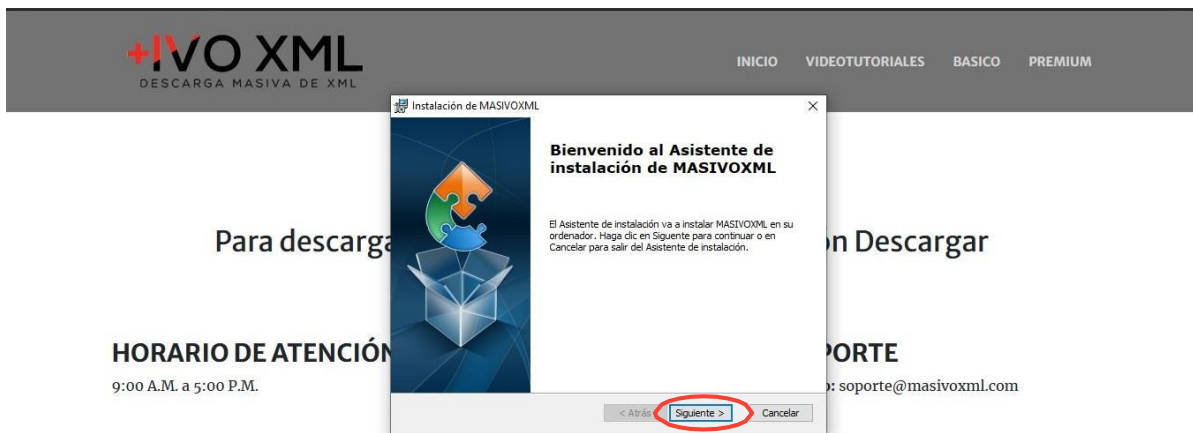 +IVO XML
DESCARGA MASIVA DE XML
INICIO VIDEOTUTORIALES BASICO PREMIUM
Instalación de MASIVOXML
Bienvenido al Asistente de
instalación de MASIVOXML
El Asistente de instalación va a instalar MASIVOXML en su
ordenador. Haga clic en Siguente para continuar o en
Cancelar para salir del Asistente de instalación.
Para descarga
ón Descargar
HORARIO DE ATENCIÓN
9:00 A.M. a 5:00 P.M.
PORTE
o: soporte@masivoxml.com
< Atrás Siguiente > Cancelar